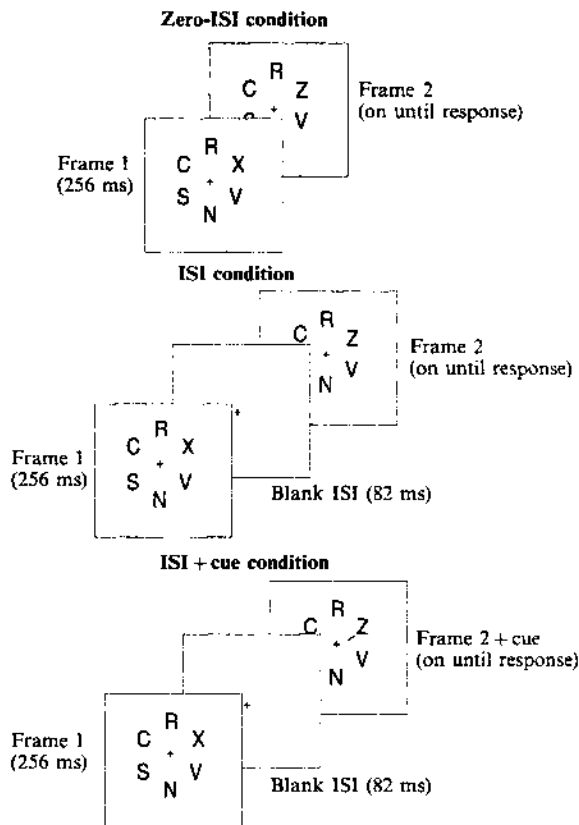 Zero-ISI condition
R
C Z
V
Frame 2
(on until response)
Frame 1
(256 ms)
R
C X
S V
N
ISI condition
R
C Z
V
N
Frame 2
(on until response)
Frame 1
(256 ms)
R
C X
S V
N
Blank ISI (82 ms)
ISI + cue condition
R
C Z
V
N
Frame 2 + cue
(on until response)
Frame 1
(256 ms)
R
C X
S V
N
Blank ISI (82 ms)